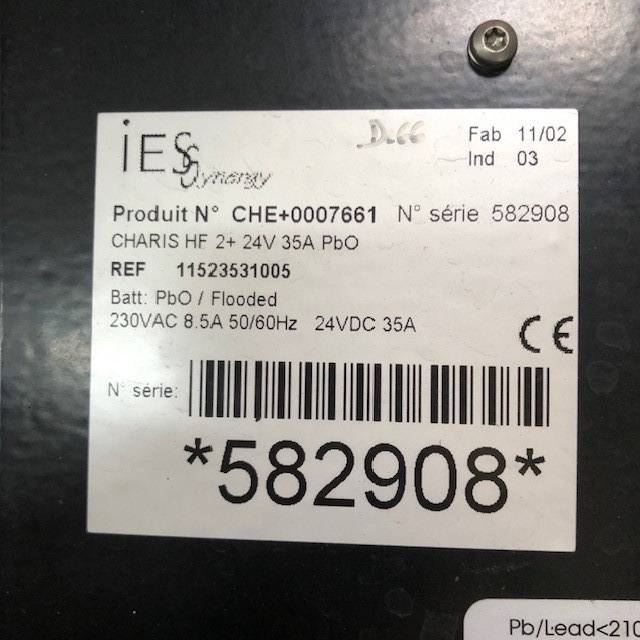 iES Synergy
D.66
Fab 11/02
Ind 03
Produit N° CHE+0007661 N° série 582908
CHARIS HF 2+ 24V 35A PbO
REF 11523531005
Batt: PbO / Flooded
230VAC 8.5A 50/60Hz 24VDC 35A
CE
N° série:
*582908*
Pb/Lead<210